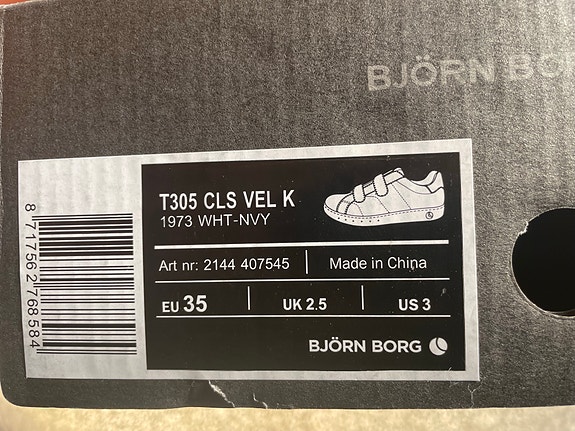 BJÖRN BOR
T305 CLS VEL K
1973 WHT-NVY
Art nr: 2144 407545 Made in China
EU 35 UK 2.5 US 3
BJÖRN BORG
8 717562 768584